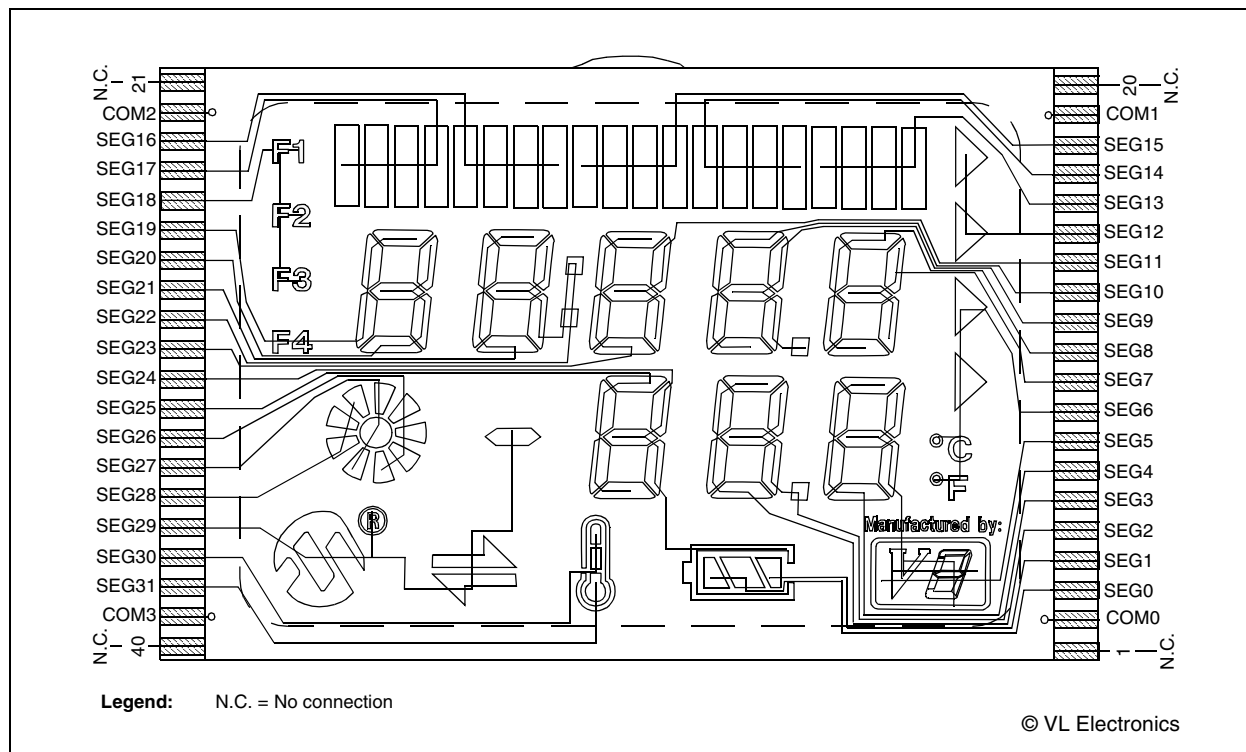 N.C.
21
COM2
SEG16
SEG17
SEG18
SEG19
SEG20
SEG21
SEG22
SEG23
SEG24
SEG25
SEG26
SEG27
SEG28
SEG29
SEG30
SEG31
COM3
N.C.
40
F1
F2
F3
F4
®
°C
°F
Manufactured by:
20
N.C.
COM1
SEG15
SEG14
SEG13
SEG12
SEG11
SEG10
SEG9
SEG8
SEG7
SEG6
SEG5
SEG4
SEG3
SEG2
SEG1
SEG0
COM0
1
N.C.
Legend: N.C. = No connection
© VL Electronics